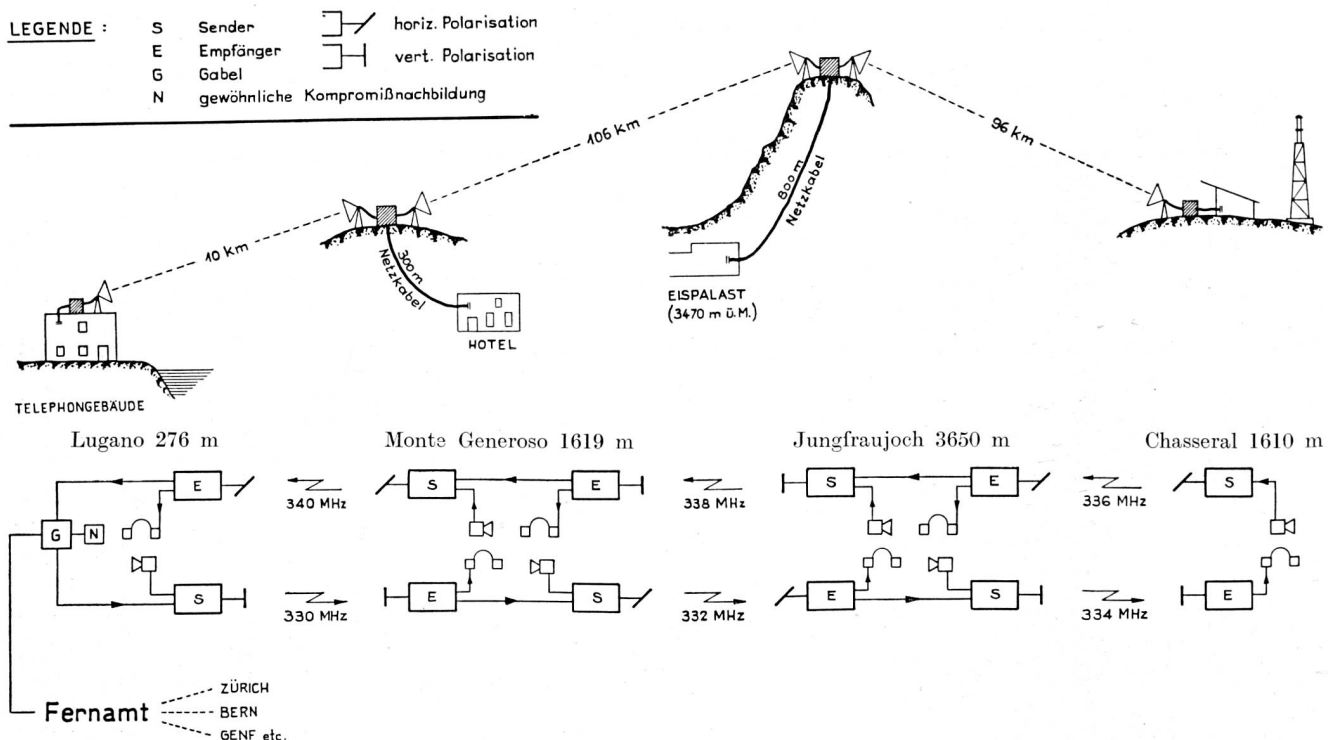 LEGENDE :
S Sender
E Empfänger
G Gabel
N gewöhnliche Kompromißnachbildung
horiz. Polarisation
vert. Polarisation
10 Km
106 Km
96 Km
300 m
Netzkabel
800 m
Netzkabel
HOTEL
EISPALAST
(3470 m ü.M.)
TELEPHONGEBÄUDE
Lugano 276 m Monte Generoso 1619 m Jungfraujoch 3650 m Chasseral 1610 m
E S E S E S
340 MHz 338 MHz 336 MHz
G N
S E S E S E
330 MHz 332 MHz 334 MHz
Fernamt
ZÜRICH
BERN
GENF etc.